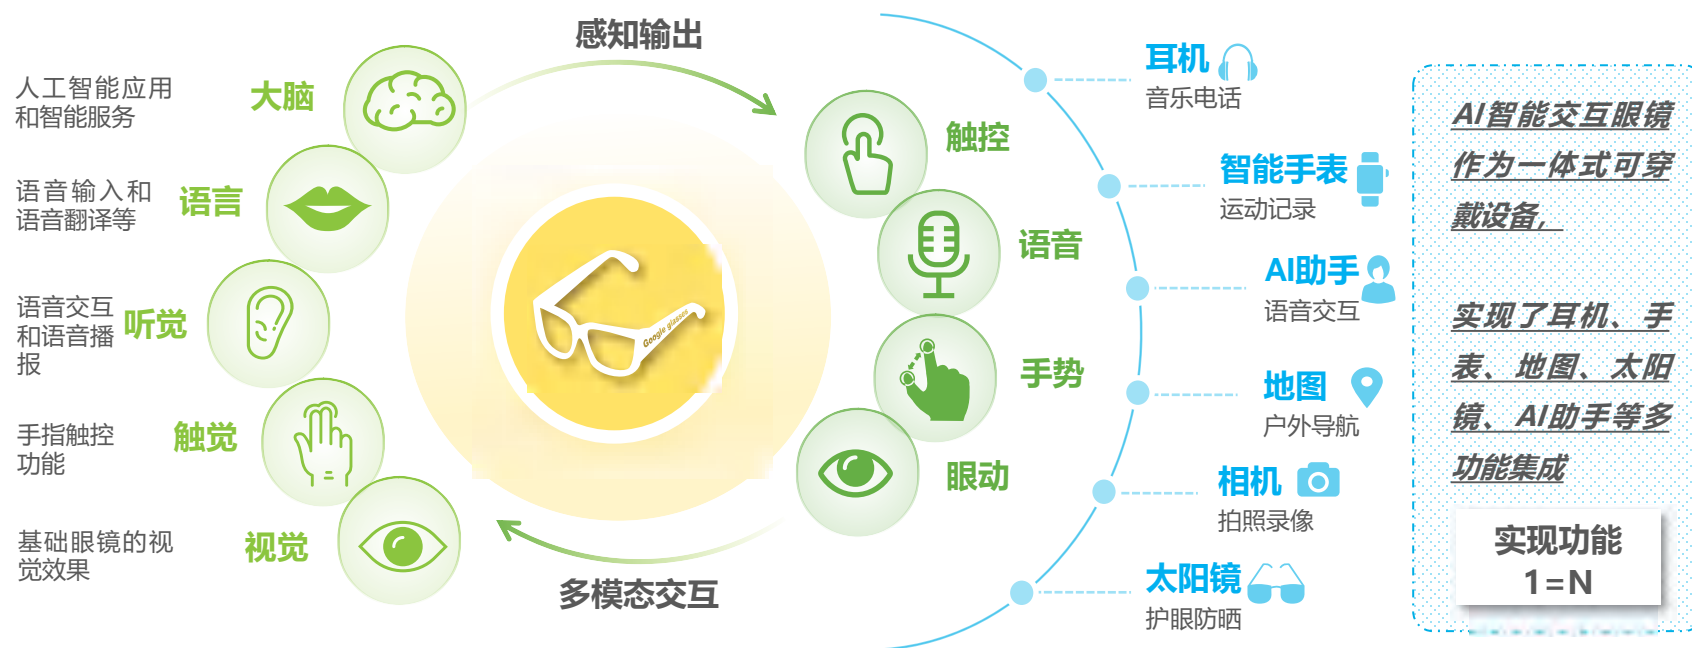 感知输出
人工智能应用
和智能服务
大脑
语音输入和
语音翻译等
语言
语音交互
和语音播
报
听觉
手指触控
功能
触觉
基础眼镜的视
觉效果
视觉
Google glasses
多模态交互
触控
语音
手势
眼动
耳机
音乐电话
智能手表
运动记录
AI助手
语音交互
地图
户外导航
相机
拍照录像
太阳镜
护眼防晒
AI智能交互眼镜
作为一体式可穿
戴设备，
实现了耳机、手
表、地图、太阳
镜、AI助手等多
功能集成
实现功能
1=N